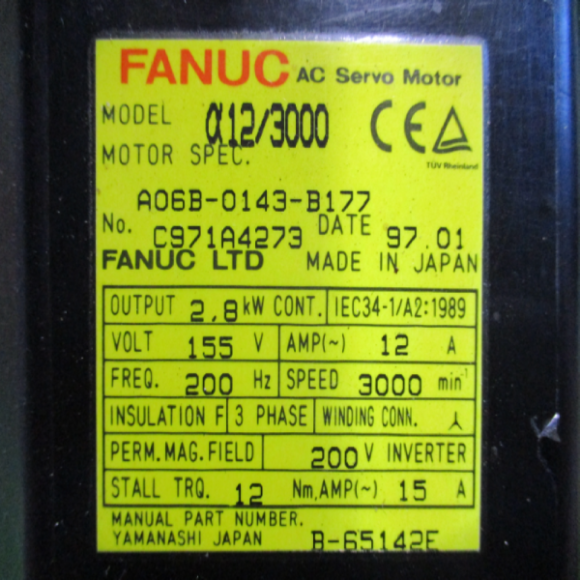 FANUC AC Servo Motor
MODEL α12/3000 CE
TÜV Rheinland
MOTOR SPEC.
A06B-0143-B177
No. C971A4273 DATE 97.01
FANUC LTD MADE IN JAPAN
OUTPUT 2,8 kW CONT. IEC34-1/A2:1989
VOLT 155 V AMP(~) 12 A
FREQ. 200 Hz SPEED 3000 min⁻¹
INSULATION F 3 PHASE WINDING CONN. ⅄
PERM.MAG.FIELD 200 V INVERTER
STALL TRQ. 12 Nm,AMP(~) 15 A
MANUAL PART NUMBER.
YAMANASHI JAPAN B-65142E